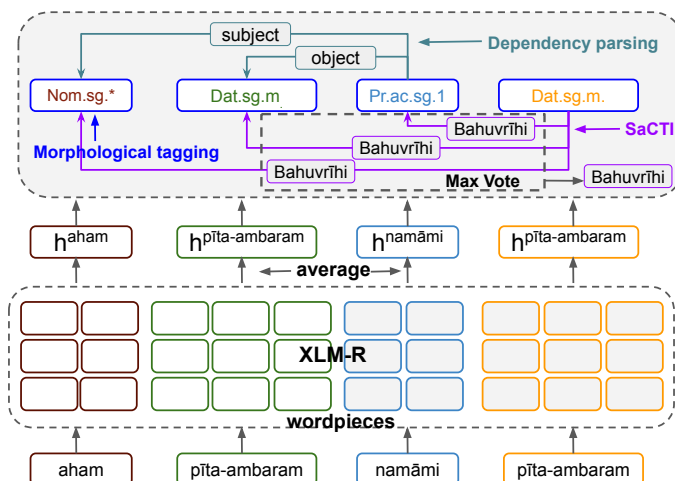 subject
Dependency parsing
object
Nom.sg.*
Dat.sg.m
Pr.ac.sg.1
Dat.sg.m.
Bahuvrīhi
SaCTI
Morphological tagging
Bahuvrīhi
Bahuvrīhi
Max Vote
Bahuvrīhi
h^aham
h^pīta-ambaram
h^namāmi
h^pīta-ambaram
average
XLM-R
wordpieces
aham
pīta-ambaram
namāmi
pīta-ambaram